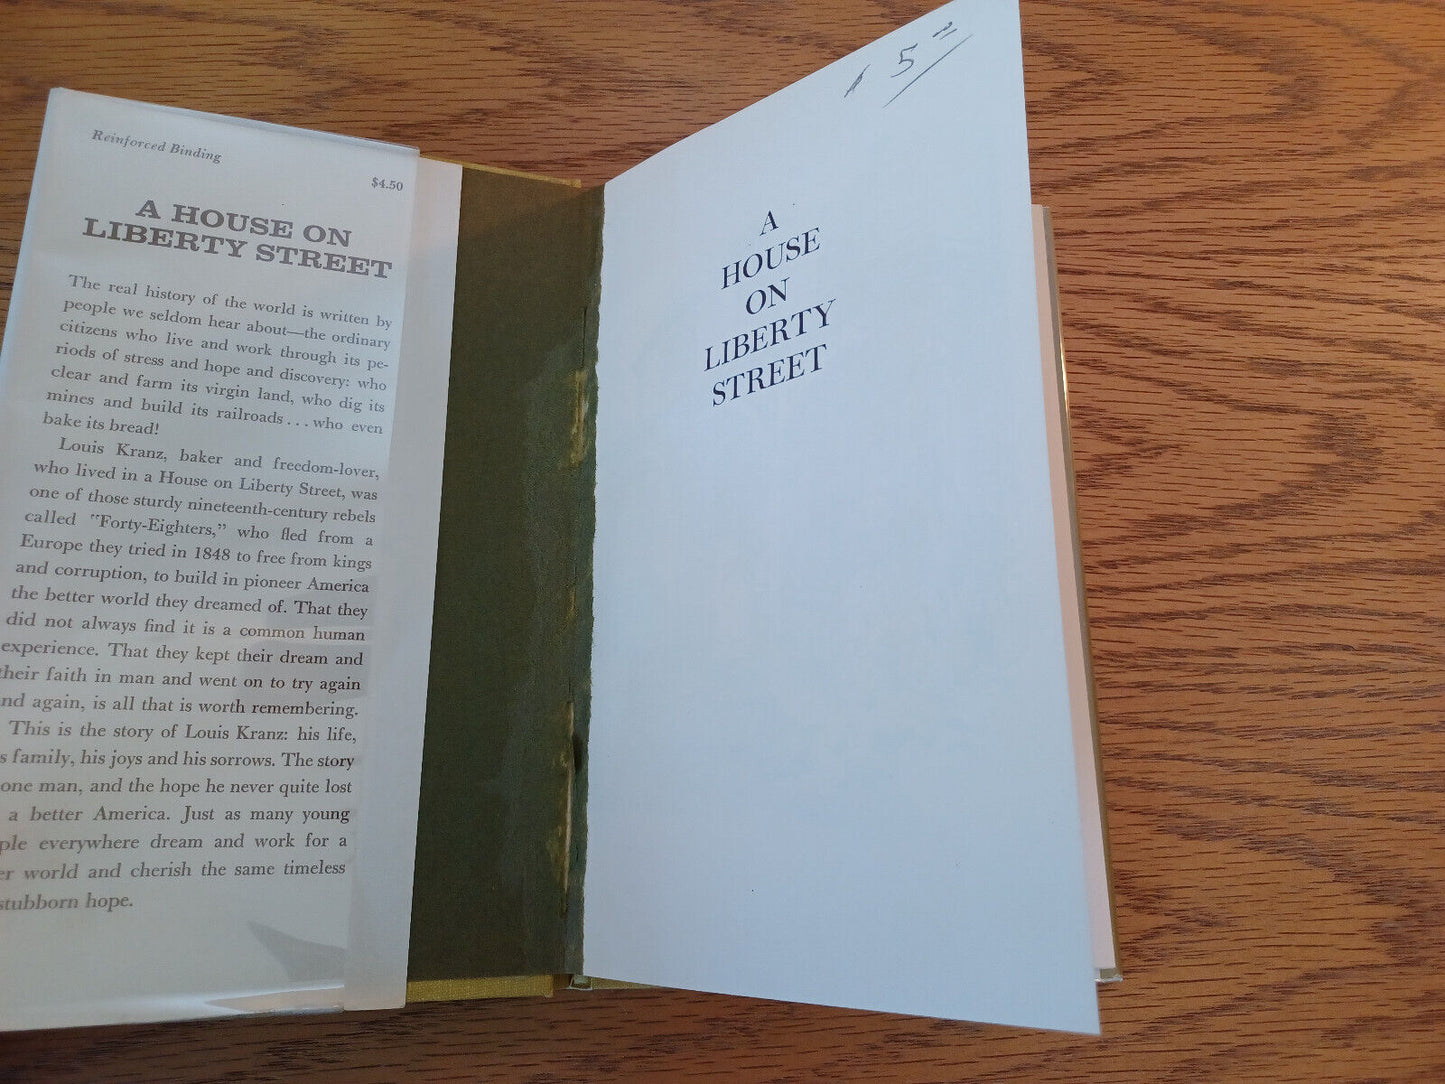 Reinforced Binding
$4.50
A HOUSE ON
LIBERTY STREET
The real history of the world is written by
people we seldom hear about—the ordinary
citizens who live and work through its pe-
riods of stress and hope and discovery: who
clear and farm its virgin land, who dig its
mines and build its railroads . . . who even
bake its bread!
Louis Kranz, baker and freedom-lover,
who lived in a House on Liberty Street, was
one of those sturdy nineteenth-century rebels
called "Forty-Eighters," who fled from a
Europe they tried in 1848 to free from kings
and corruption, to build in pioneer America
the better world they dreamed of. That they
did not always find it is a common human
experience. That they kept their dream and
their faith in man and went on to try again
nd again, is all that is worth remembering.
This is the story of Louis Kranz: his life,
s family, his joys and his sorrows. The story
one man, and the hope he never quite lost
a better America. Just as many young
ple everywhere dream and work for a
er world and cherish the same timeless
stubborn hope.
5
A
HOUSE
ON
LIBERTY
STREET